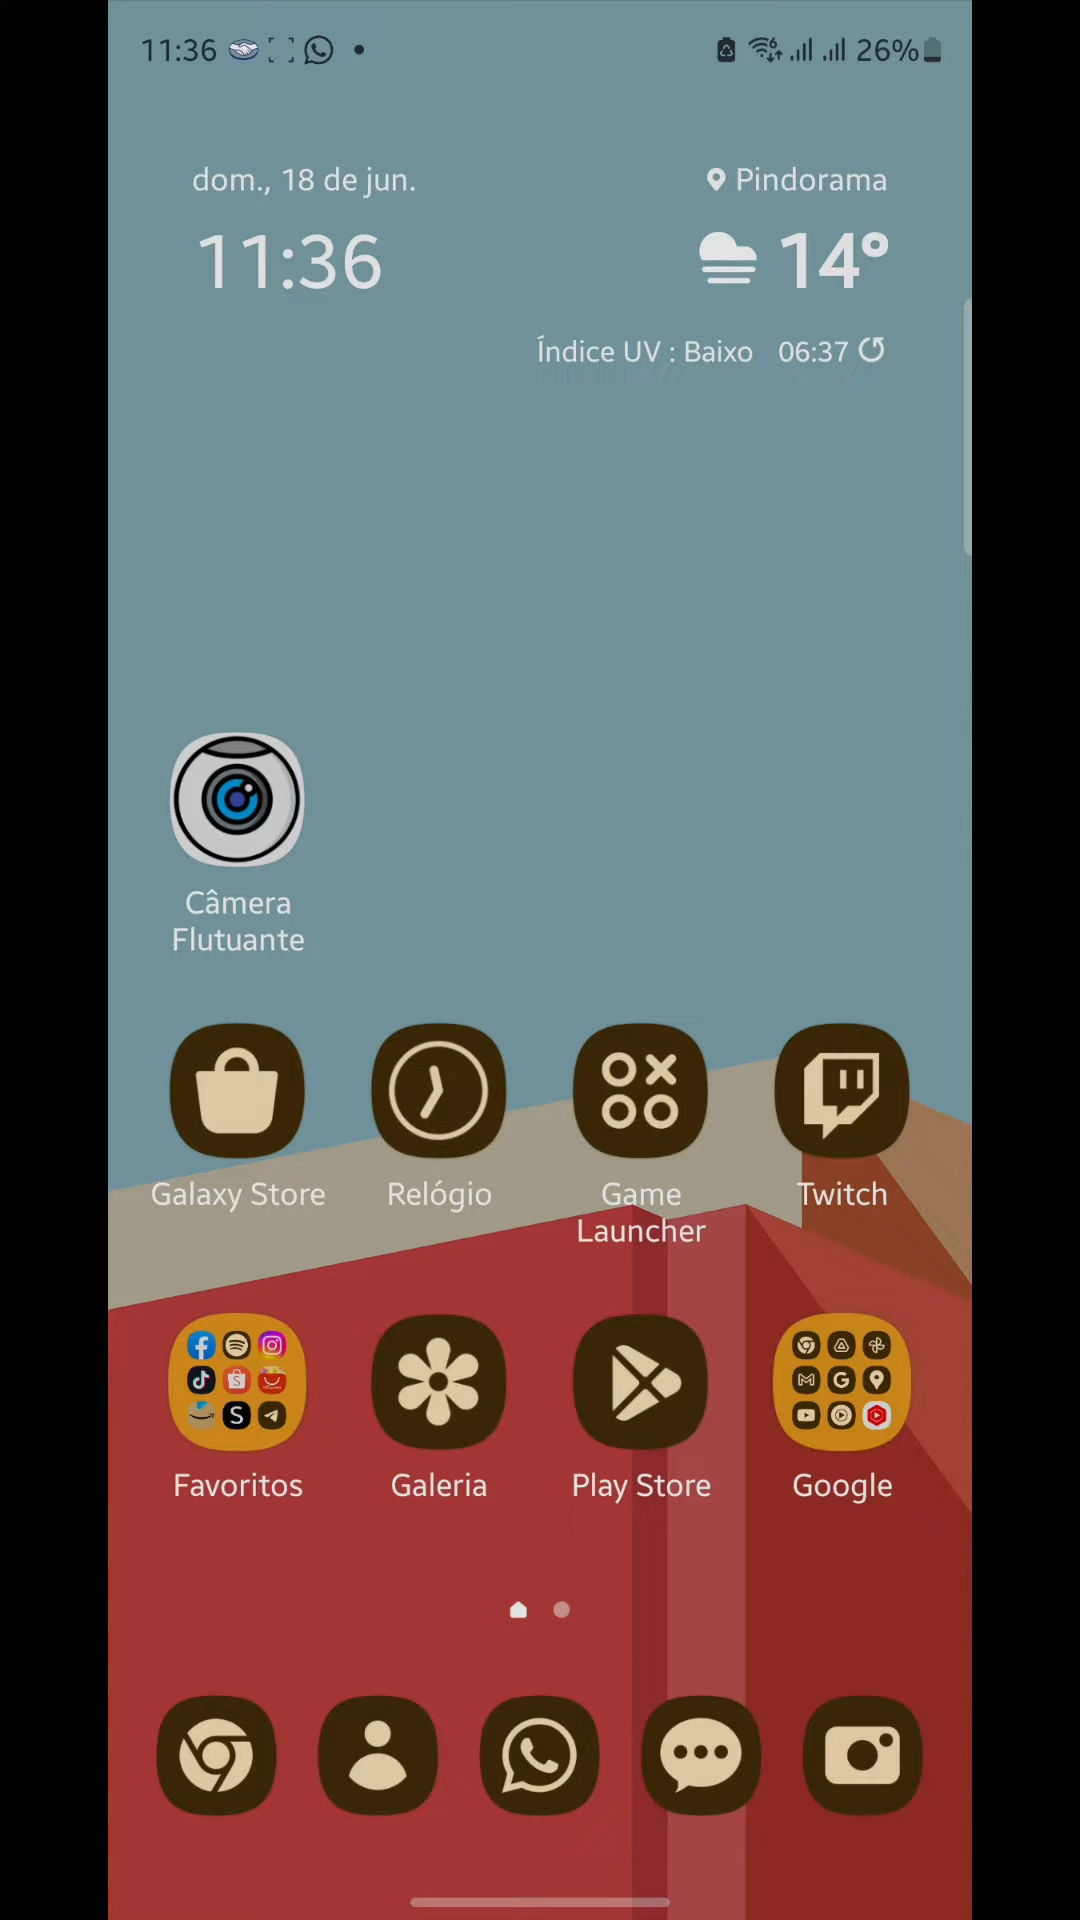 11:36
26%
dom., 18 de jun.
Pindorama
11:36
14°
Índice UV : Baixo 06:37
Câmera
Flutuante
Galaxy Store
Relógio
Game
Launcher
Twitch
Favoritos
Galeria
Play Store
Google